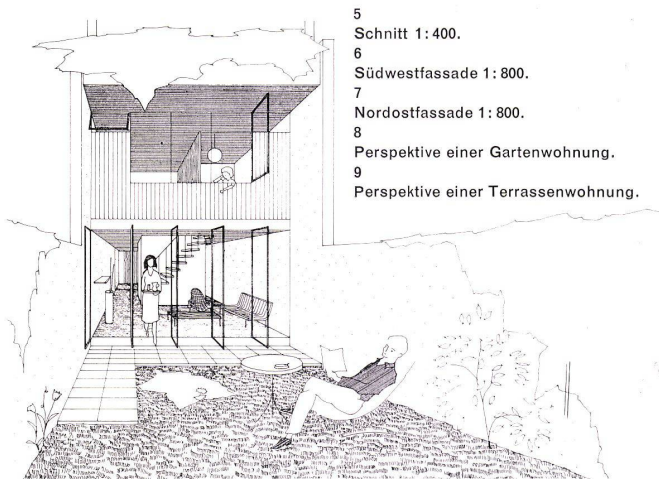 5
Schnitt 1:400.
6
Südwestfassade 1:800.
7
Nordostfassade 1:800.
8
Perspektive einer Gartenwohnung.
9
Perspektive einer Terrassenwohnung.